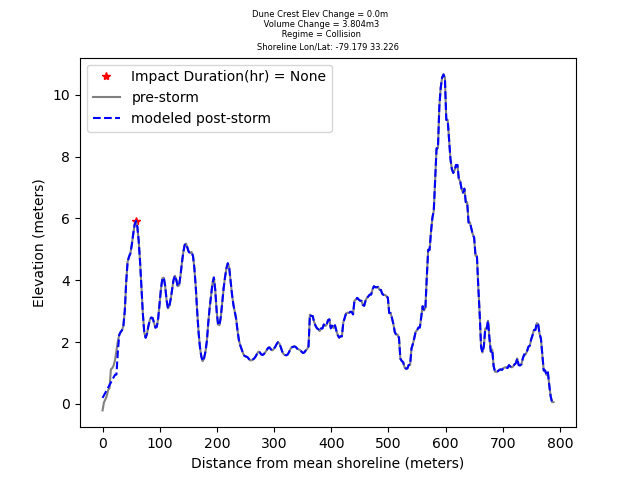 Dune Crest Elev Change = 0.0m
Volume Change = 3.804m3
Regime = Collision
Shoreline Lon/Lat: -79.179 33.226
Impact Duration(hr) = None
pre-storm
modeled post-storm
Elevation (meters)
10
8
6
4
2
0
0 100 200 300 400 500 600 700 800
Distance from mean shoreline (meters)